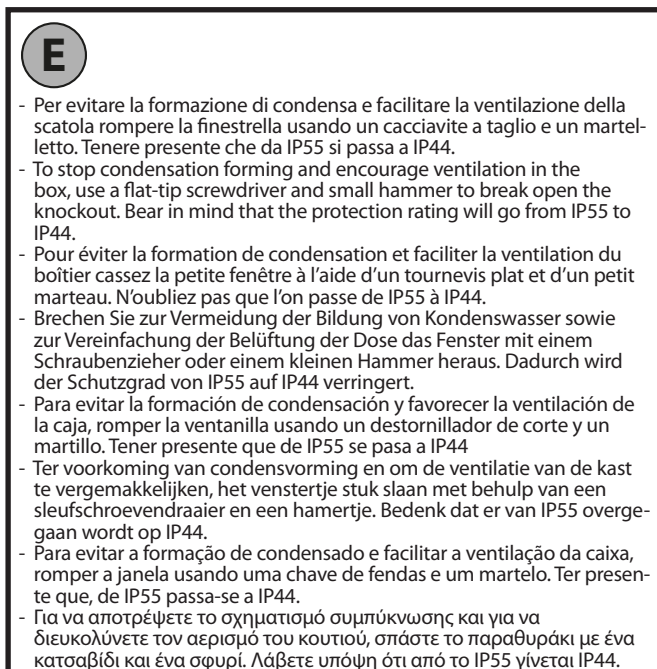 E
- Per evitare la formazione di condensa e facilitare la ventilazione della
scatola rompere la finestrella usando un cacciavite a taglio e un martel-
letto. Tenere presente che da IP55 si passa a IP44.
- To stop condensation forming and encourage ventilation in the
box, use a flat-tip screwdriver and small hammer to break open the
knockout. Bear in mind that the protection rating will go from IP55 to
IP44.
- Pour éviter la formation de condensation et faciliter la ventilation du
boîtier cassez la petite fenêtre à l’aide d’un tournevis plat et d’un petit
marteau. N’oubliez pas que l’on passe de IP55 à IP44.
- Brechen Sie zur Vermeidung der Bildung von Kondenswasser sowie
zur Vereinfachung der Belüftung der Dose das Fenster mit einem
Schraubenzieher oder einem kleinen Hammer heraus. Dadurch wird
der Schutzgrad von IP55 auf IP44 verringert.
- Para evitar la formación de condensación y favorecer la ventilación de
la caja, romper la ventanilla usando un destornillador de corte y un
martillo. Tener presente que de IP55 se pasa a IP44
- Ter voorkoming van condensvorming en om de ventilatie van de kast
te vergemakkelijken, het venstertje stuk slaan met behulp van een
sleufschroevendraaier en een hamertje. Bedenk dat er van IP55 overge-
gaan wordt op IP44.
- Para evitar a formação de condensado e facilitar a ventilação da caixa,
romper a janela usando uma chave de fendas e um martelo. Ter presen-
te que, de IP55 passa-se a IP44.
- Για να αποτρέψετε το σχηματισμό συμπύκνωσης και για να
διευκολύνετε τον αερισμό του κουτιού, σπάστε το παραθυράκι με ένα
κατσαβίδι και ένα σφυρί. Λάβετε υπόψη ότι από το IP55 γίνεται IP44.